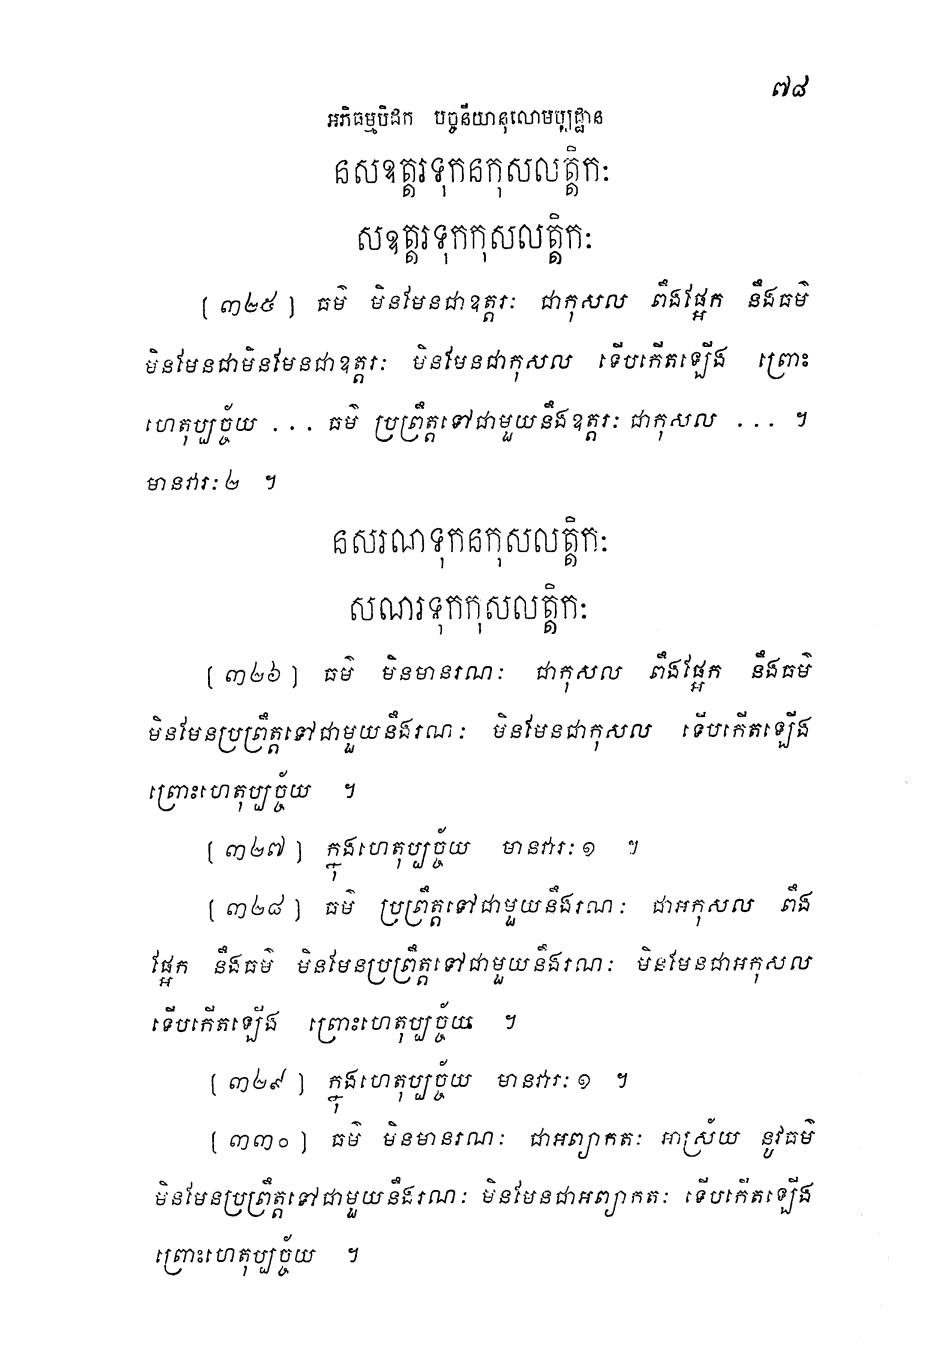 ៧៨
អភិធម្មបិដក បច្ចនីយានុលោមប្បដ្ឋាន
នសឧត្តរទុកនកុសលត្តិកៈ
សឧត្តរទុកកុសលត្តិកៈ
[ ៣២៥ ] ធម៌ មិនមែនជាឧត្តរៈ ជាកុសល ពឹងផ្អែក នឹងធម៌
មិនមែនជាមិនមែនជាឧត្តរៈ មិនមែនជាកុសល ទើបកើតឡើង ព្រោះ
ហេតុប្បច្ច័យ ... ធម៌ ប្រព្រឹត្តទៅជាមួយនឹងឧត្តរៈ ជាកុសល ... ។
មានវារៈ ២ ។
នសរណទុកនកុសលត្តិកៈ
សណរទុកកុសលត្តិកៈ
[ ៣២៦ ] ធម៌ មិនមានរណៈ ជាកុសល ពឹងផ្អែក នឹងធម៌
មិនមែនប្រព្រឹត្តទៅជាមួយនឹងរណៈ មិនមែនជាកុសល ទើបកើតឡើង
ព្រោះហេតុប្បច្ច័យ ។
[ ៣២៧ ] ក្នុងហេតុប្បច្ច័យ មានវារៈ ១ ។
[ ៣២៨ ] ធម៌ ប្រព្រឹត្តទៅជាមួយនឹងរណៈ ជាអកុសល ពឹង
ផ្អែក នឹងធម៌ មិនមែនប្រព្រឹត្តទៅជាមួយនឹងរណៈ មិនមែនជាអកុសល
ទើបកើតឡើង ព្រោះហេតុប្បច្ច័យ ។
[ ៣២៩ ] ក្នុងហេតុប្បច្ច័យ មានវារៈ ១ ។
[ ៣៣០ ] ធម៌ មិនមានរណៈ ជាអព្យាកតៈ អាស្រ័យ នូវធម៌
មិនមែនប្រព្រឹត្តទៅជាមួយនឹងរណៈ មិនមែនជាអព្យាកតៈ ទើបកើតឡើង
ព្រោះហេតុប្បច្ច័យ ។